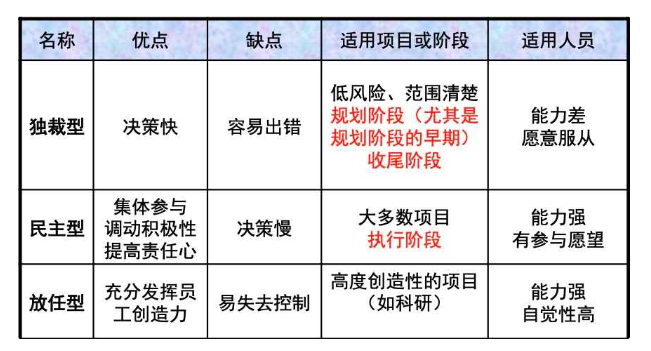 名称 优点 缺点 适用项目或阶段 适用人员
独裁型 决策快 容易出错 低风险、范围清楚
规划阶段（尤其是
规划阶段的早期）
收尾阶段 能力差
愿意服从
民主型 集体参与
调动积极性
提高责任心 决策慢 大多数项目
执行阶段 能力强
有参与愿望
放任型 充分发挥员
工创造力 易失去控制 高度创造性的项目
（如科研） 能力强
自觉性高